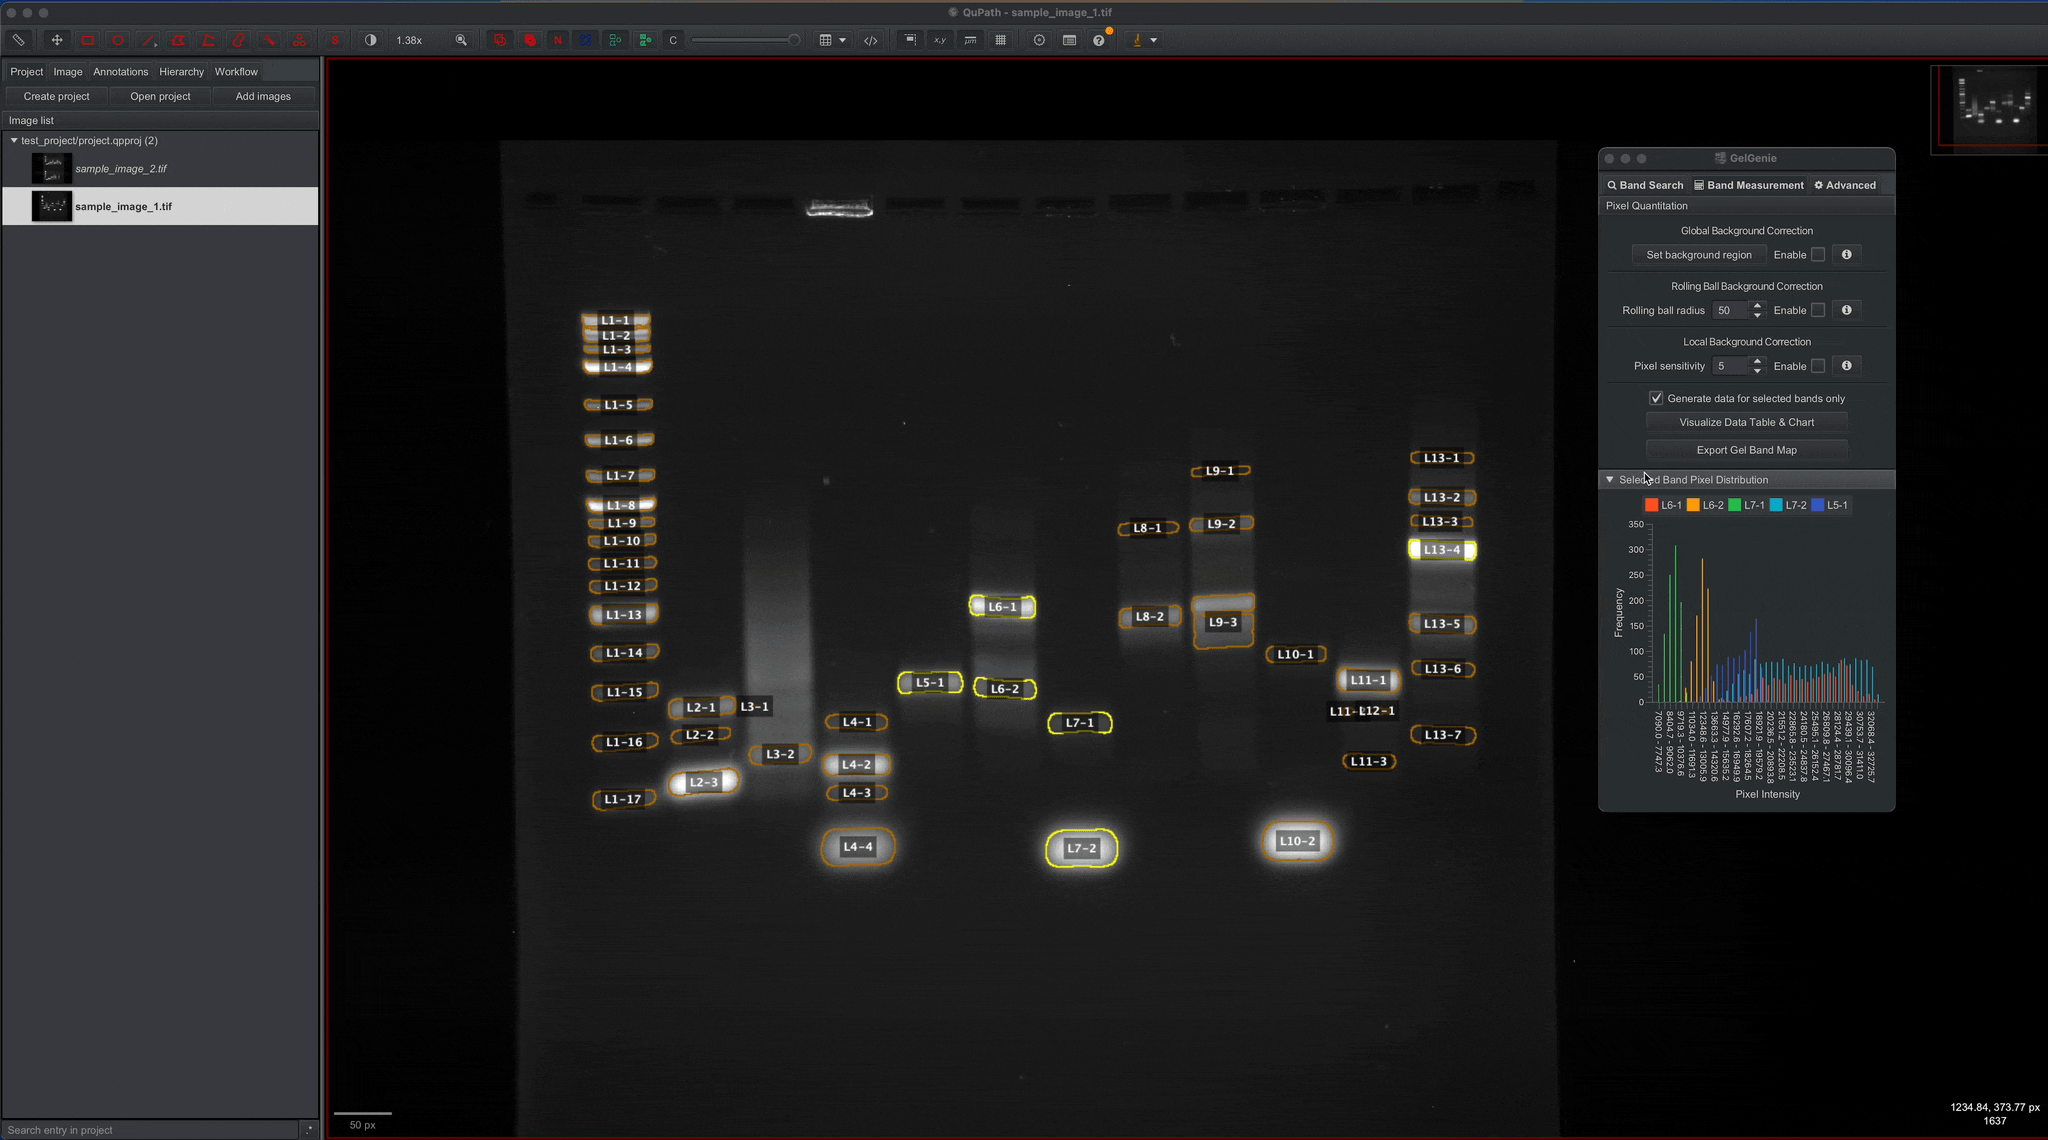 QuPath - sample_image_1.tif
1.38x
S
N
C
x,y
Project Image Annotations Hierarchy Workflow
Create project Open project Add images
Image list
test_project/project.qpproj (2)
sample_image_2.tif
sample_image_1.tif
Search entry in project
L1-1
L1-2
L1-3
L1-4
L1-5
L1-6
L1-7
L1-8
L1-9
L1-10
L1-11
L1-12
L1-13
L1-14
L1-15
L1-16
L1-17
L2-1
L2-2
L2-3
L3-1
L3-2
L4-1
L4-2
L4-3
L4-4
L5-1
L6-1
L6-2
L7-1
L7-2
L8-1
L8-2
L9-1
L9-2
L9-3
L10-1
L10-2
L11-1
L12-1
L11-3
L13-1
L13-2
L13-3
L13-4
L13-5
L13-6
L13-7
50 px
GelGenie
Band Search Band Measurement Advanced
Pixel Quantitation
Global Background Correction
Set background region Enable
Rolling Ball Background Correction
Rolling ball radius 50 Enable
Local Background Correction
Pixel sensitivity 5 Enable
Generate data for selected bands only
Visualize Data Table & Chart
Export Gel Band Map
Selected Band Pixel Distribution
L6-1 L6-2 L7-1 L7-2 L5-1
350
300
250
200
150
100
50
0
Frequency
7090.0 - 7747.3
8404.7 - 9062.0
9719.3 - 10376.6
11034.0 - 11691.3
12348.6 - 13005.9
13663.3 - 14320.6
14977.9 - 15635.2
16292.6 - 16949.9
17607.2 - 18264.5
18921.9 - 19579.2
20236.5 - 20893.8
21551.2 - 22208.5
22865.8 - 23523.1
24180.5 - 24837.8
25495.1 - 26152.4
26809.8 - 27467.1
28124.4 - 28781.7
29439.1 - 30096.4
30753.7 - 31411.0
32068.4 - 32725.7
Pixel Intensity
1234.84, 373.77 px
1637